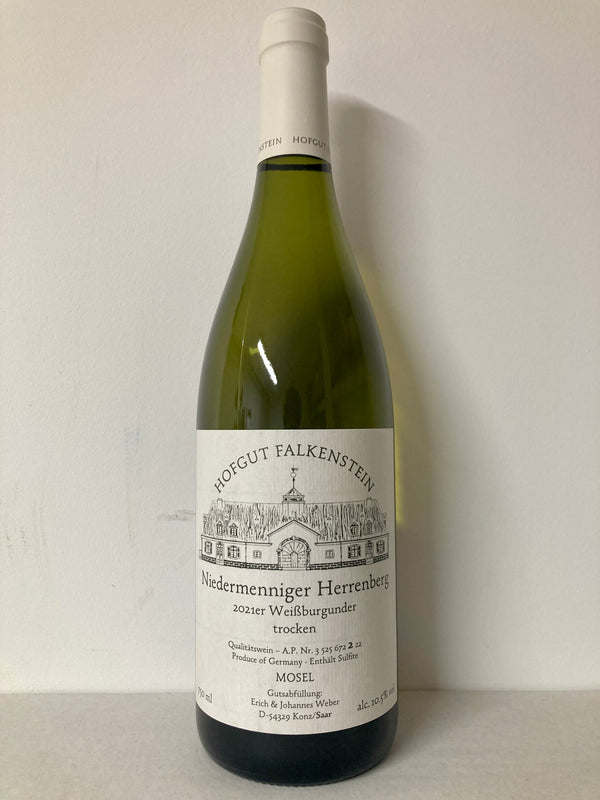 NSTEIN HOFGUT
HOFGUT FALKENSTEIN
Niedermenniger Herrenberg
2021er Weißburgunder
trocken
Qualitätswein – A.P. Nr. 3 525 672 2 22
Produce of Germany · Enthält Sulfite
MOSEL
750 ml
Gutsabfüllung:
Erich & Johannes Weber
D-54329 Konz/Saar
alc. 10.5% vol